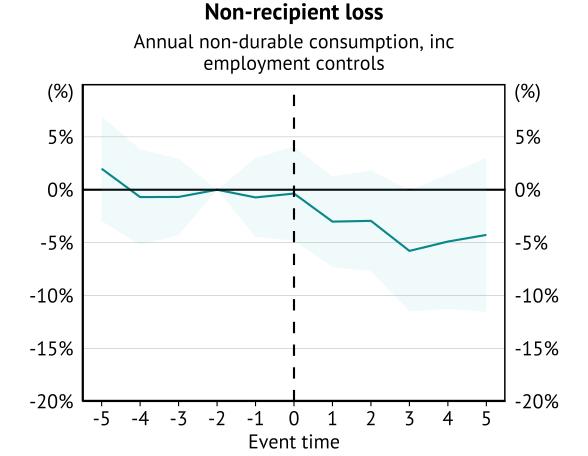 Non-recipient loss
Annual non-durable consumption, inc
employment controls
(%) (%)
5% 5%
0% 0%
-5% -5%
-10% -10%
-15% -15%
-20% -20%
-5 -4 -3 -2 -1 0 1 2 3 4 5
Event time